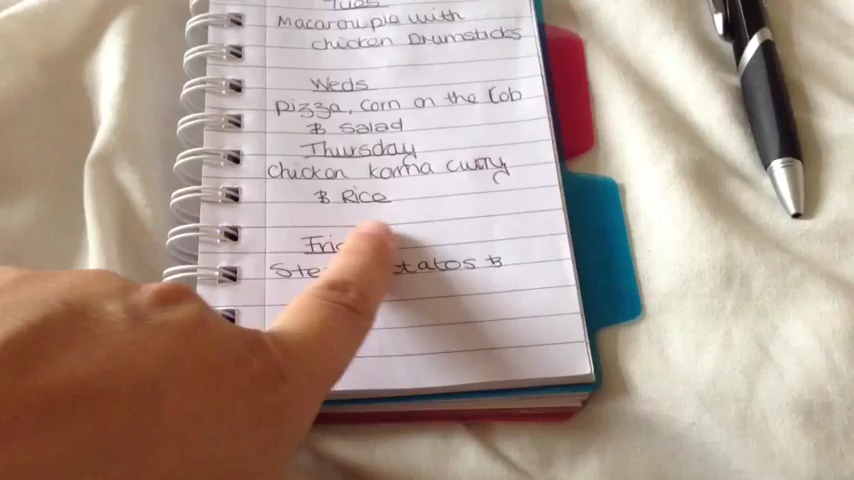 Tues
Macaroni pie with
chicken Drumsticks
Weds
Pizza, Corn on the Cob
& Salad
Thursday
chicken korma curry
& Rice
Fri
Ste
otatos &